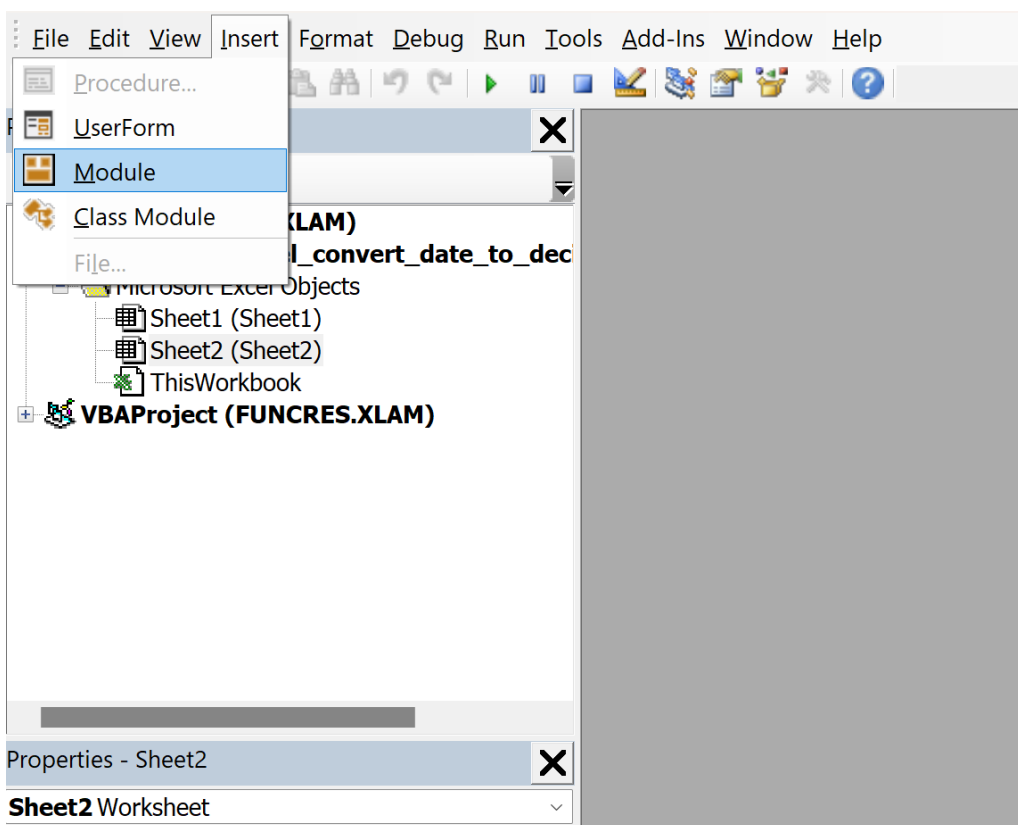 File Edit View Insert Format Debug Run Tools Add-Ins Window Help
Procedure...
UserForm
Module
Class Module
XLAM)
l_convert_date_to_deci
File...
Microsoft Excel Objects
Sheet1 (Sheet1)
Sheet2 (Sheet2)
ThisWorkbook
VBAProject (FUNCRES.XLAM)
Properties - Sheet2
Sheet2 Worksheet